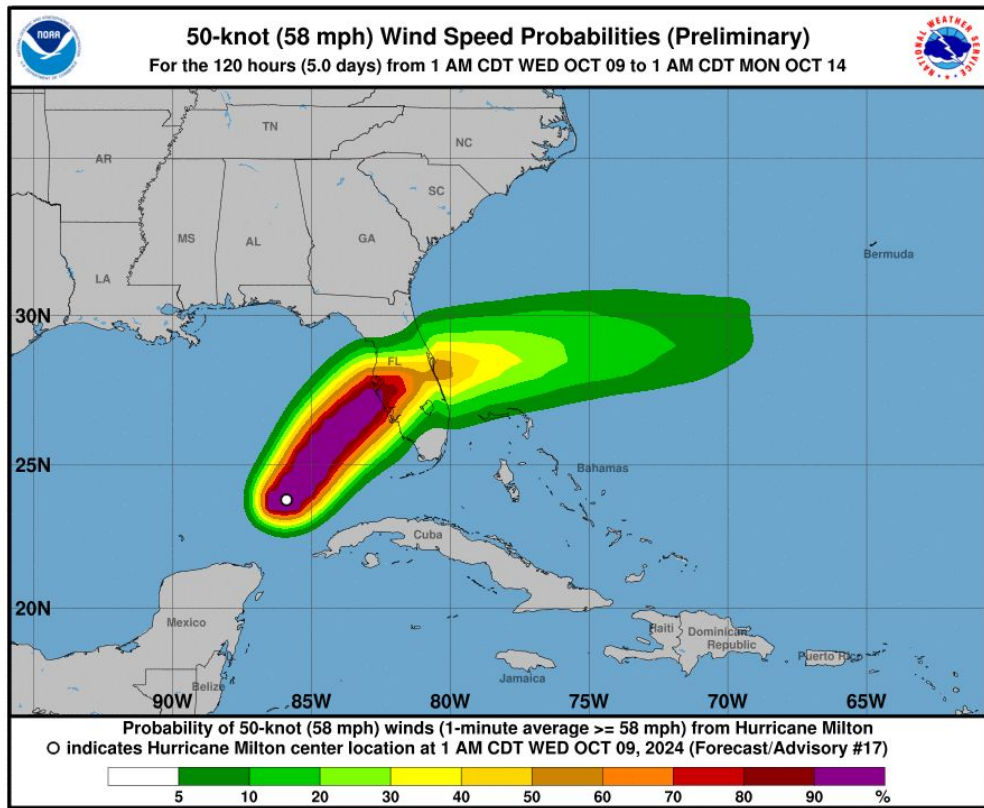 50-knot (58 mph) Wind Speed Probabilities (Preliminary)
For the 120 hours (5.0 days) from 1 AM CDT WED OCT 09 to 1 AM CDT MON OCT 14
NOAA
TN
NC
AR
SC
MS
AL
GA
LA
Bermuda
30N
FL
25N
Bahamas
Cuba
20N
Mexico
Haiti
Dominican
Republic
Puerto Rico
Jamaica
Belize
90W
85W
80W
75W
70W
65W
Probability of 50-knot (58 mph) winds (1-minute average >= 58 mph) from Hurricane Milton
indicates Hurricane Milton center location at 1 AM CDT WED OCT 09, 2024 (Forecast/Advisory #17)
5 10 20 30 40 50 60 70 80 90 %